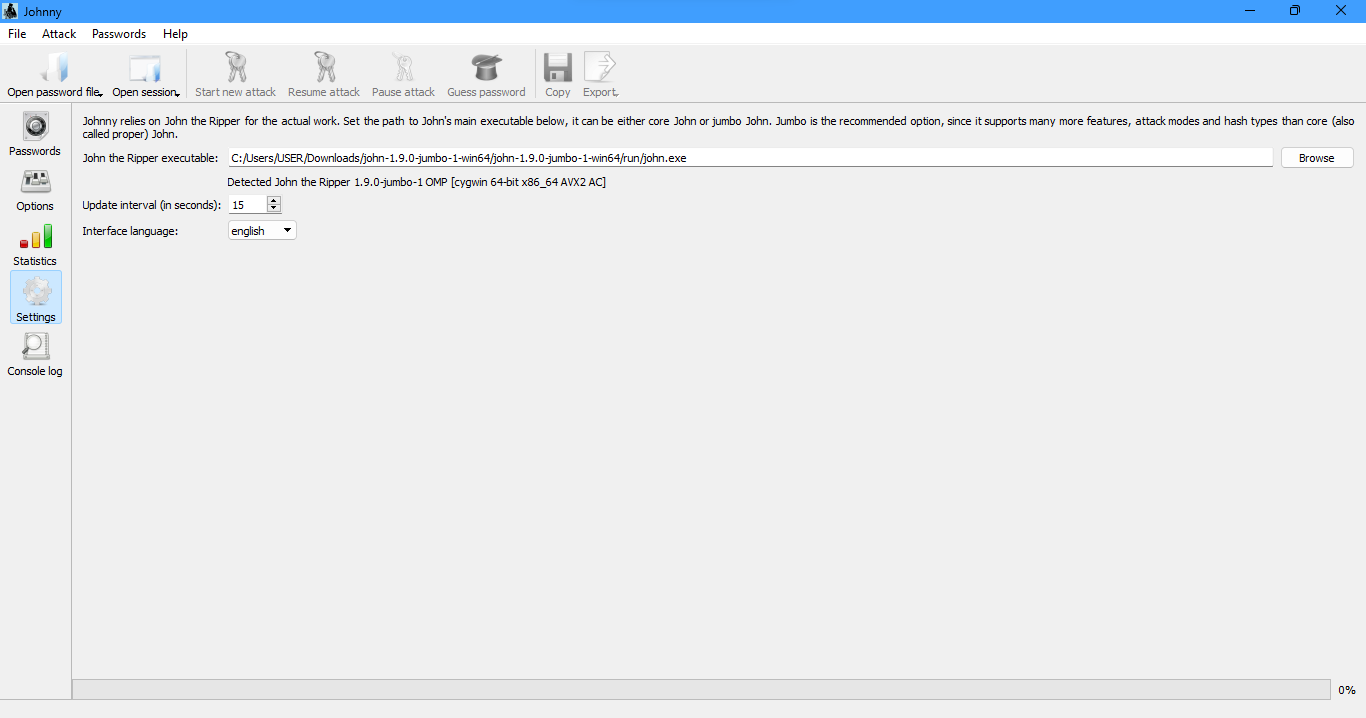 Johnny
File Attack Passwords Help
Open password file Open session Start new attack Resume attack Pause attack Guess password Copy Export
Passwords
Options
Statistics
Settings
Console log
Johnny relies on John the Ripper for the actual work. Set the path to John's main executable below, it can be either core John or jumbo John. Jumbo is the recommended option, since it supports many more features, attack modes and hash types than core (also
called proper) John.
John the Ripper executable: C:/Users/USER/Downloads/john-1.9.0-jumbo-1-win64/john-1.9.0-jumbo-1-win64/run/john.exe Browse
Detected John the Ripper 1.9.0-jumbo-1 OMP [cygwin 64-bit x86_64 AVX2 AC]
Update interval (in seconds): 15
Interface language: english
0%